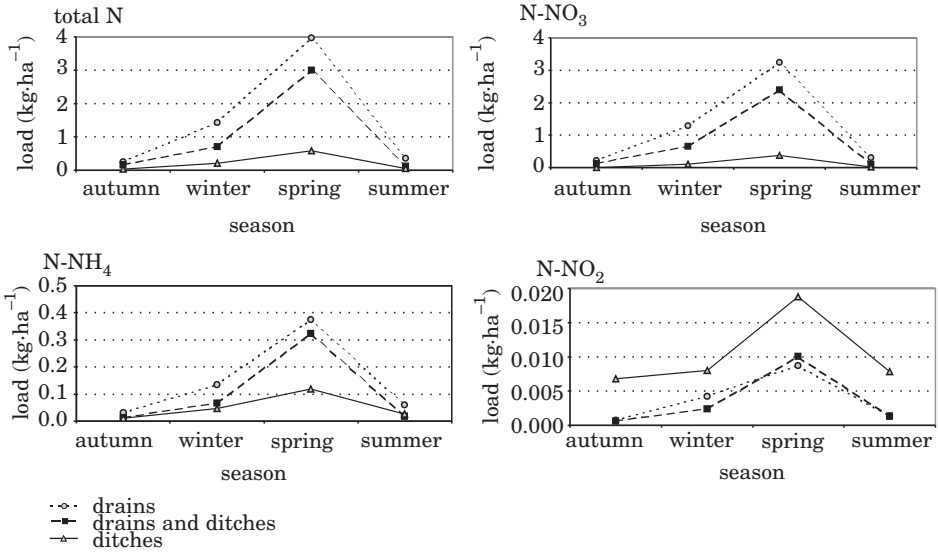 total N
load (kg·ha⁻¹)
4
3
2
1
0
autumn winter spring summer
season
N-NO₃
load (kg·ha⁻¹)
4
3
2
1
0
autumn winter spring summer
season
N-NH₄
load (kg·ha⁻¹)
0.5
0.4
0.3
0.2
0.1
0.0
autumn winter spring summer
season
N-NO₂
load (kg·ha⁻¹)
0.020
0.015
0.010
0.005
0.000
autumn winter spring summer
season
drains
drains and ditches
ditches